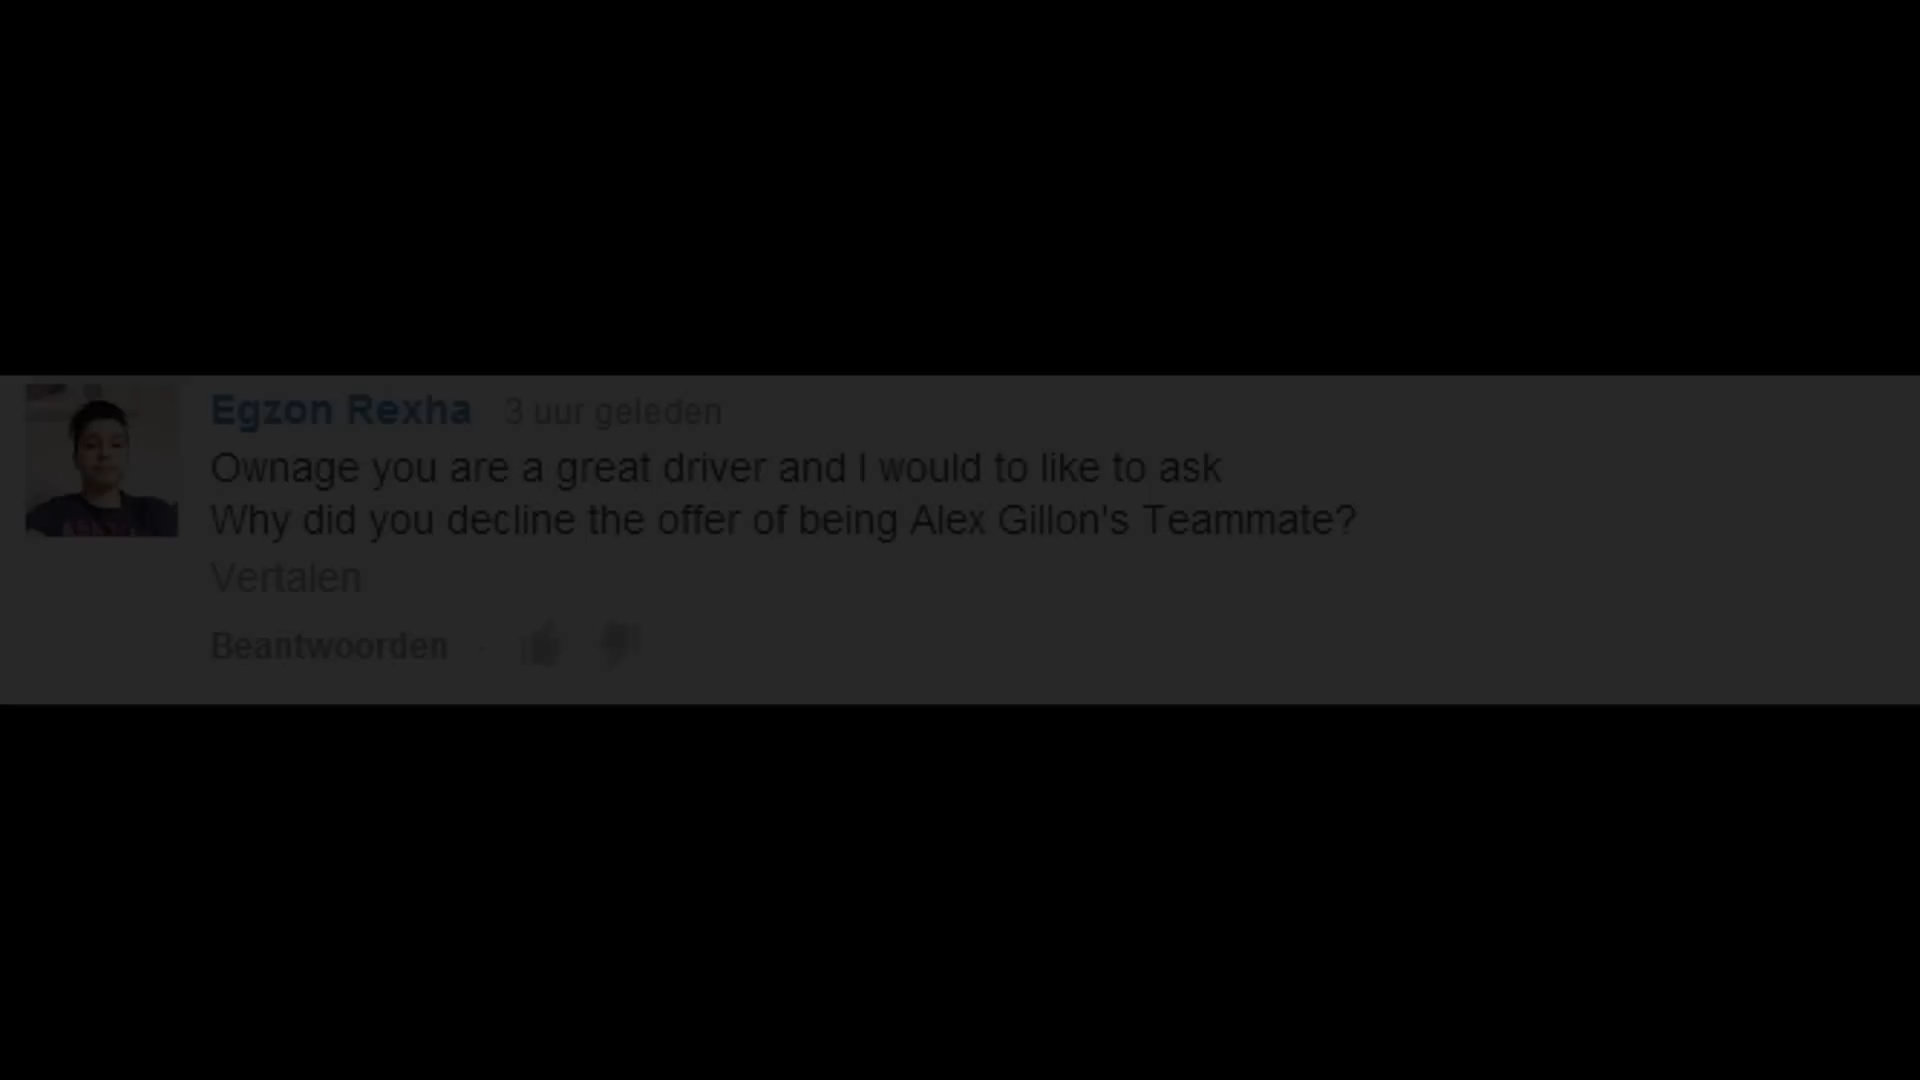 Egzon Rexha 3 uur geleden
Ownage you are a great driver and I would to like to ask
Why did you decline the offer of being Alex Gillon's Teammate?
Vertalen
Beantwoorden ·